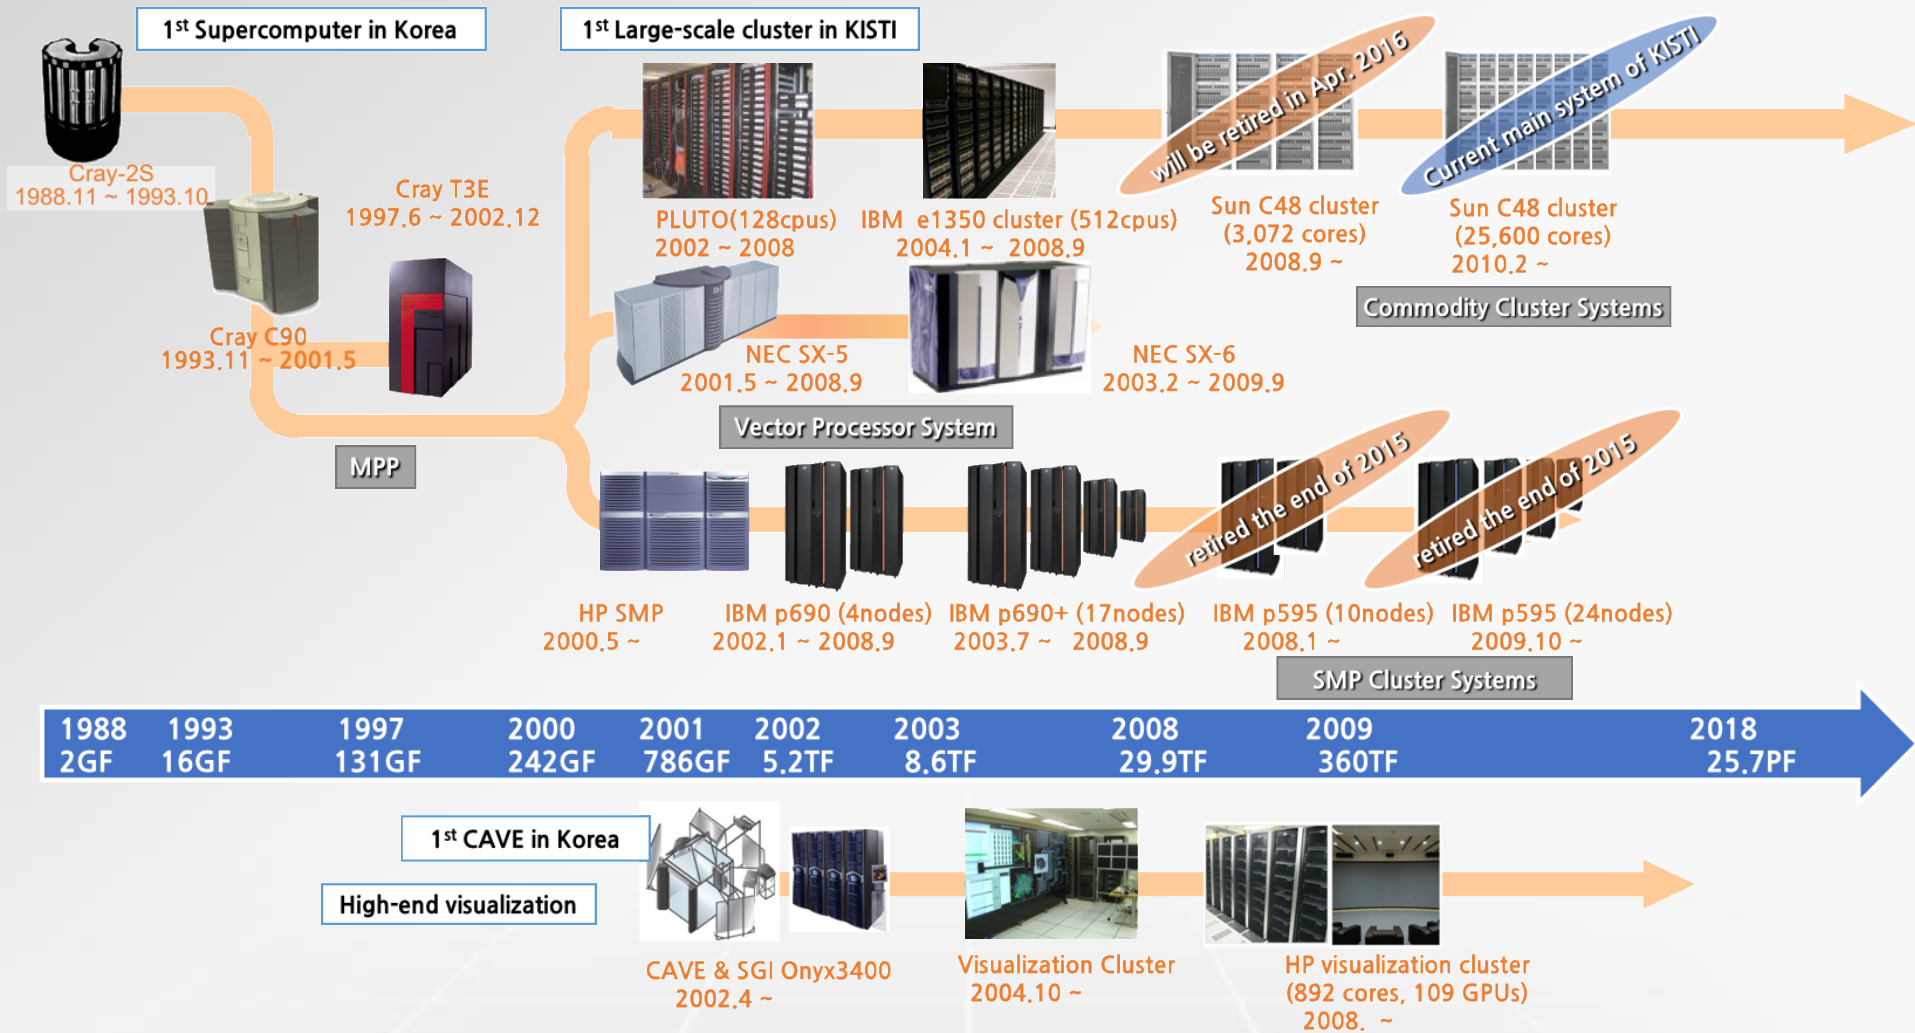 1st Supercomputer in Korea
1st Large-scale cluster in KISTI
Cray-2S
1988.11 ~ 1993.10
Cray T3E
1997.6 ~ 2002.12
Cray C90
1993.11 ~ 2001.5
MPP
PLUTO(128cpus)
2002 ~ 2008
IBM e1350 cluster (512cpus)
2004.1 ~ 2008.9
will be retired in Apr. 2016
Sun C48 cluster
(3,072 cores)
2008.9 ~
Current main system of KISTI
Sun C48 cluster
(25,600 cores)
2010.2 ~
Commodity Cluster Systems
NEC SX-5
2001.5 ~ 2008.9
NEC SX-6
2003.2 ~ 2009.9
Vector Processor System
HP SMP
2000.5 ~
IBM p690 (4nodes)
2002.1 ~ 2008.9
IBM p690+ (17nodes)
2003.7 ~ 2008.9
retired the end of 2015
IBM p595 (10nodes)
2008.1 ~
retired the end of 2015
IBM p595 (24nodes)
2009.10 ~
SMP Cluster Systems
1988 1993 1997 2000 2001 2002 2003 2008 2009 2018
2GF 16GF 131GF 242GF 786GF 5.2TF 8.6TF 29.9TF 360TF 25.7PF
1st CAVE in Korea
High-end visualization
CAVE & SGI Onyx3400
2002.4 ~
Visualization Cluster
2004.10 ~
HP visualization cluster
(892 cores, 109 GPUs)
2008. ~